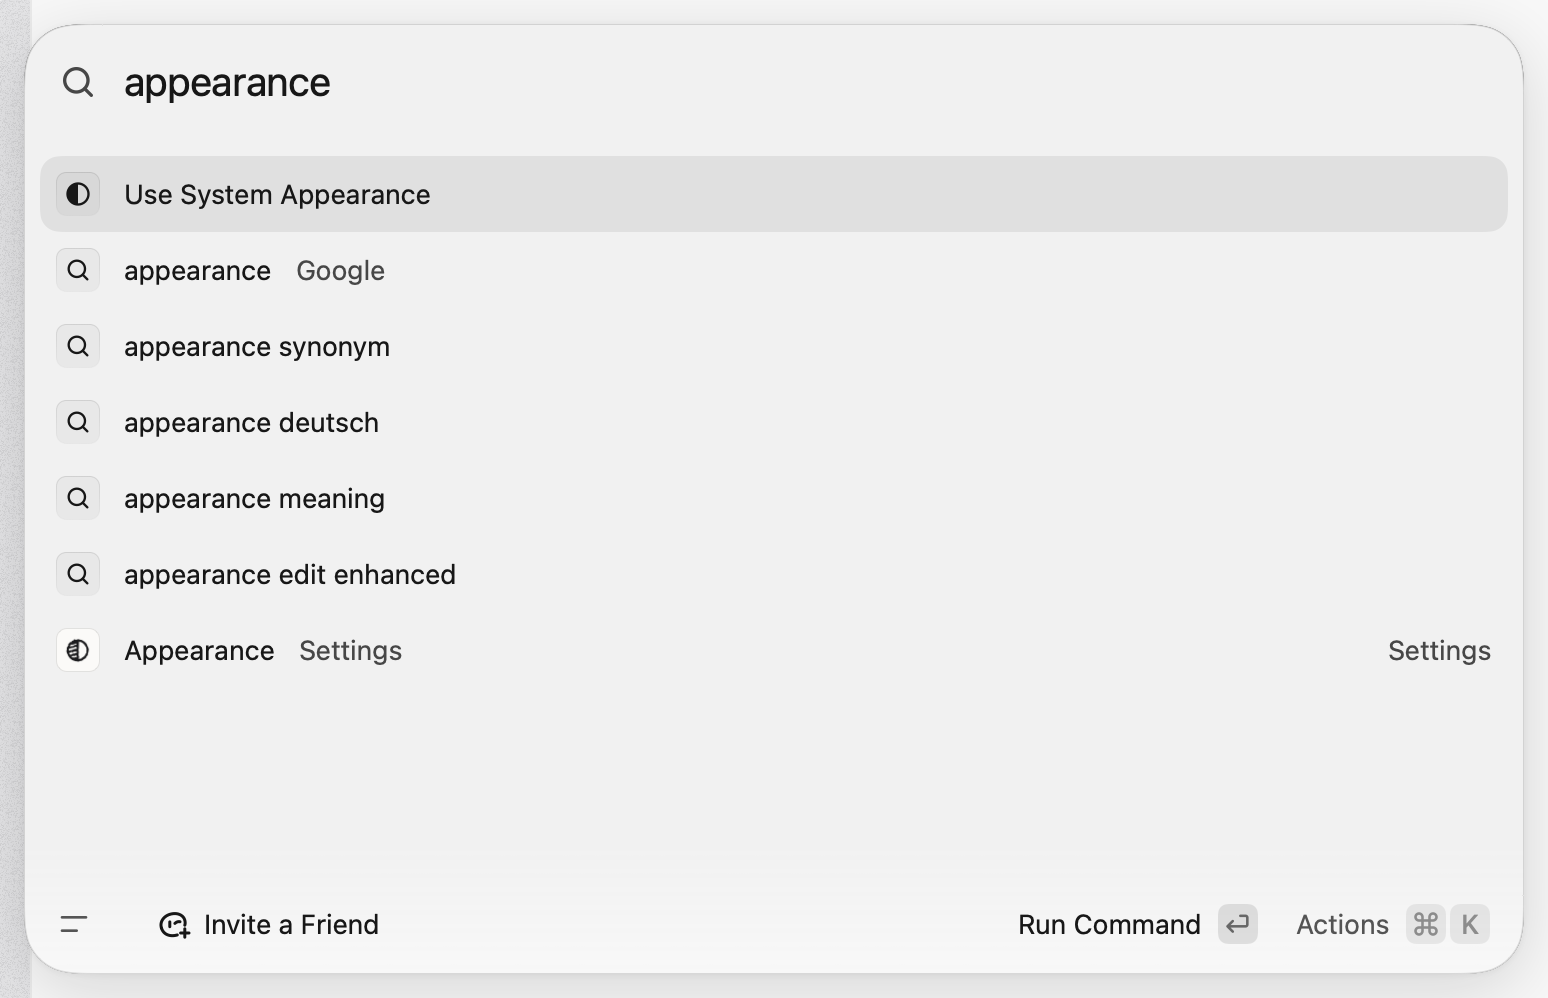 appearance
Use System Appearance
appearance Google
appearance synonym
appearance deutsch
appearance meaning
appearance edit enhanced
Appearance Settings Settings
Invite a Friend Run Command Actions ⌘ K